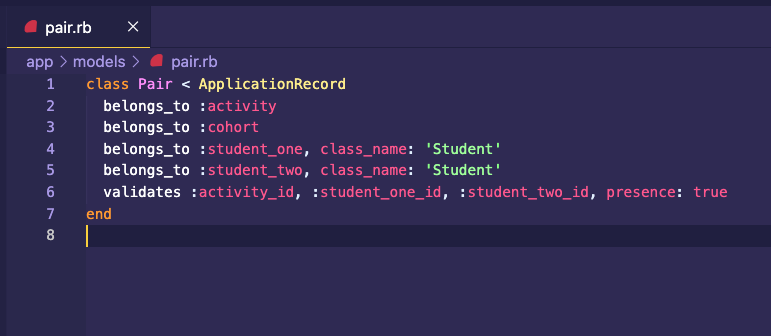 pair.rb ×
app > models > pair.rb
1 class Pair < ApplicationRecord
2 belongs_to :activity
3 belongs_to :cohort
4 belongs_to :student_one, class_name: 'Student'
5 belongs_to :student_two, class_name: 'Student'
6 validates :activity_id, :student_one_id, :student_two_id, presence: true
7 end
8